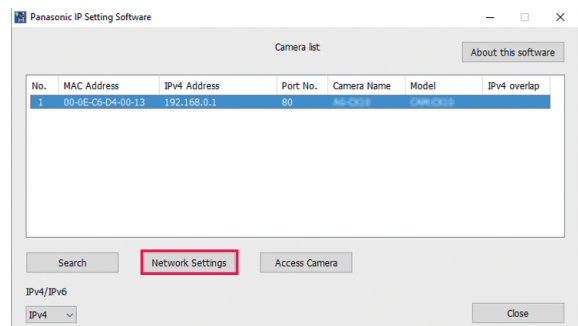 Panasonic IP Setting Software
Camera list
About this software
No. MAC Address IPv4 Address Port No. Camera Name Model IPv4 overlap
1 00-0E-C6-D4-00-13 192.168.0.1 80
Search Network Settings Access Camera
IPv4/IPv6
IPv4 Close